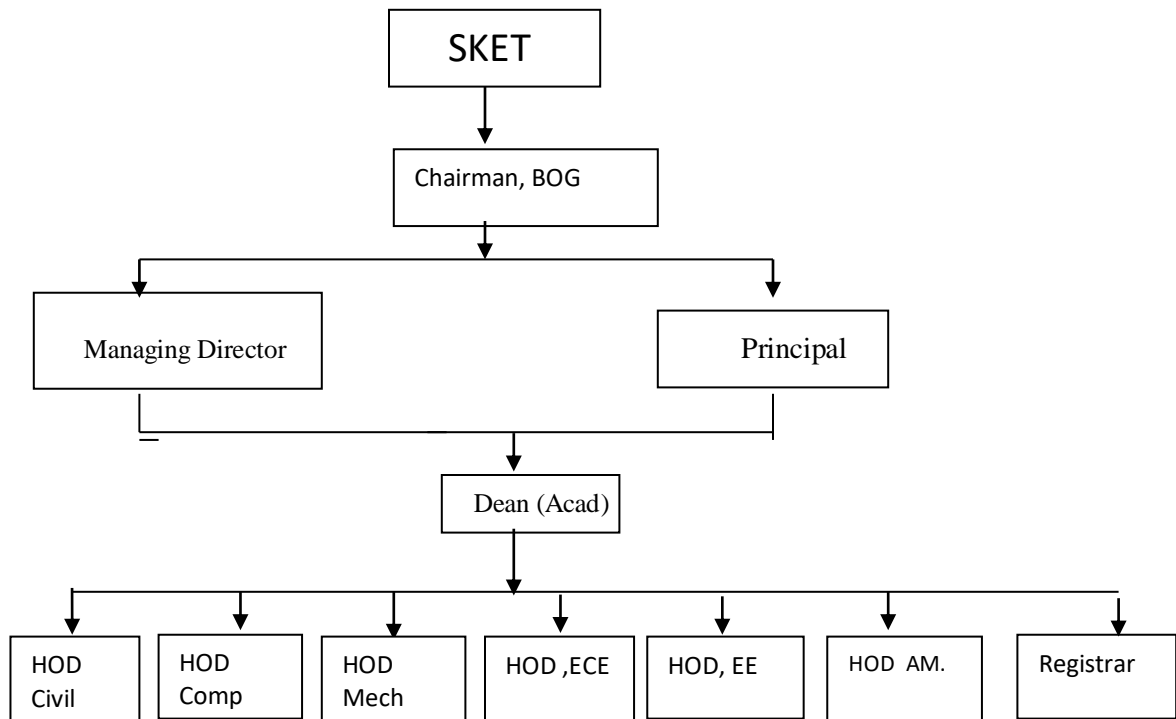 SKET
Chairman, BOG
Managing Director
Principal
Dean (Acad)
HOD
Civil
HOD
Comp
HOD
Mech
HOD ,ECE
HOD, EE
HOD AM.
Registrar